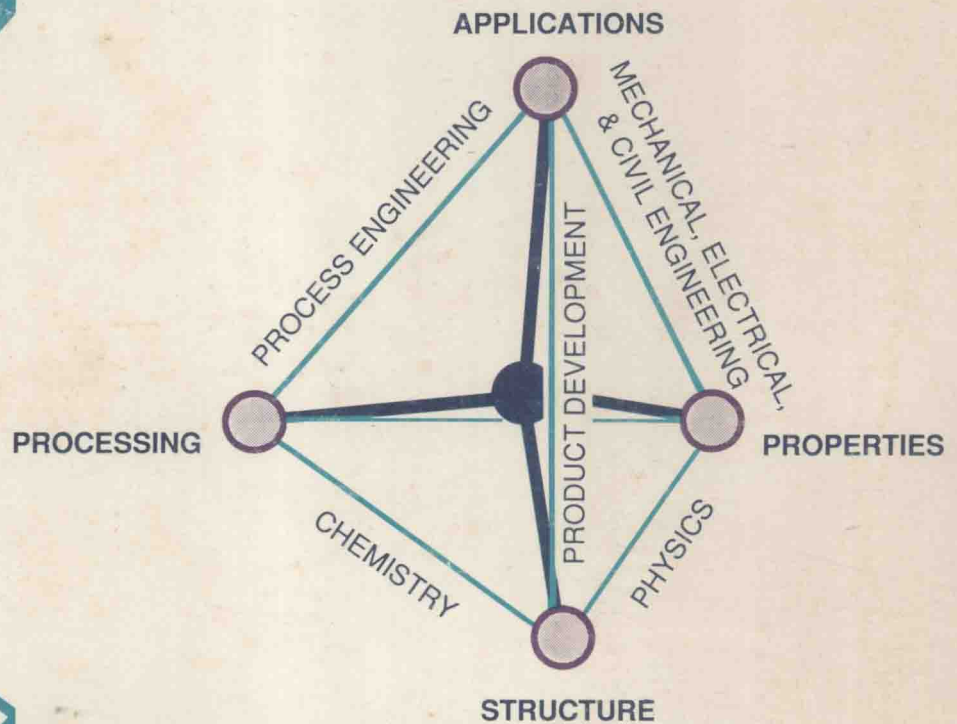 APPLICATIONS
PROCESS ENGINEERING
MECHANICAL, ELECTRICAL,
& CIVIL ENGINEERING
PRODUCT DEVELOPMENT
PROCESSING
PROPERTIES
CHEMISTRY
PHYSICS
STRUCTURE